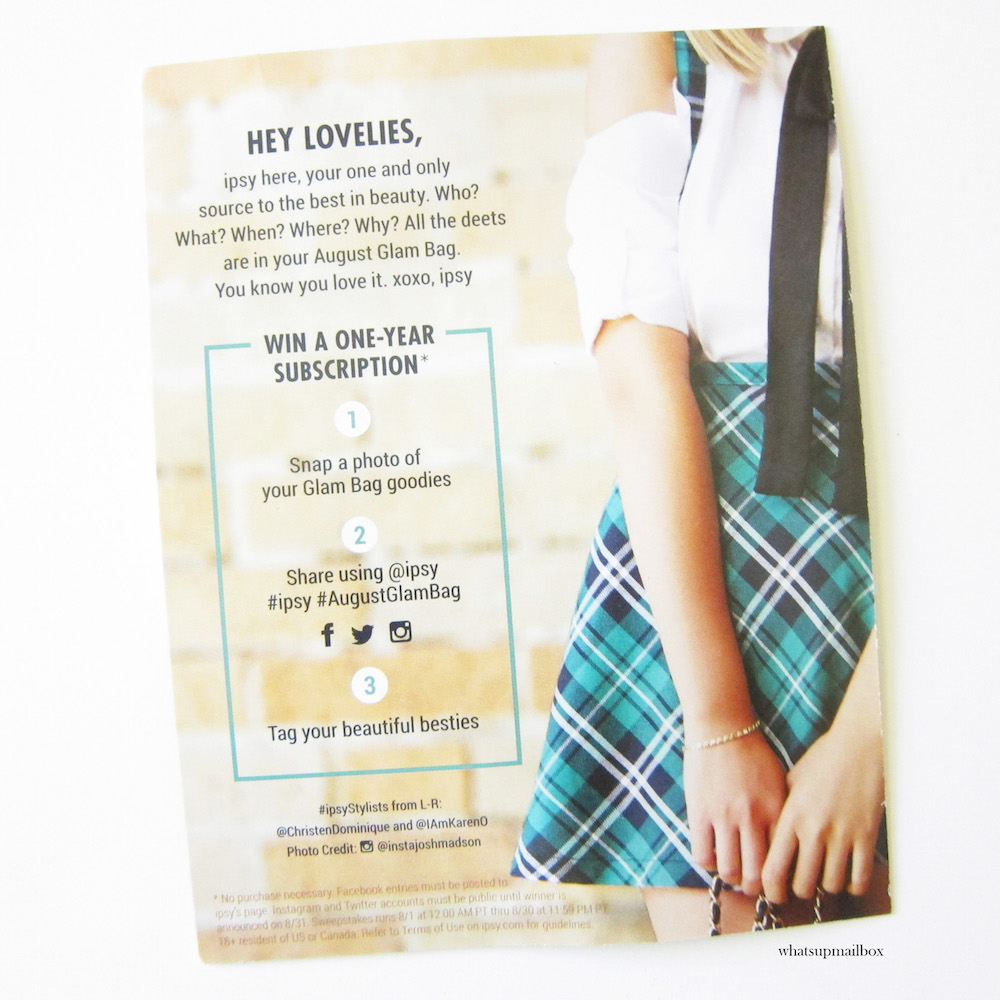 HEY LOVELIES,
ipsy here, your one and only
source to the best in beauty. Who?
What? When? Where? Why? All the deets
are in your August Glam Bag.
You know you love it. xoxo, ipsy
WIN A ONE-YEAR
SUBSCRIPTION*
1
Snap a photo of
your Glam Bag goodies
2
Share using @ipsy
#ipsy #AugustGlamBag
3
Tag your beautiful besties
#ipsyStylists from L-R:
@ChristenDominique and @IAmKarenO
Photo Credit: @instajoshmadson
* No purchase necessary. Facebook entries must be posted to
ipsy's page. Instagram and Twitter accounts must be public until winner is
announced on 8/31. Sweepstakes runs 8/1 at 12:00 AM PT thru 8/30 at 11:59 PM PT.
18+ resident of US or Canada. Refer to Terms of Use on ipsy.com for guidelines.
whatsupmailbox